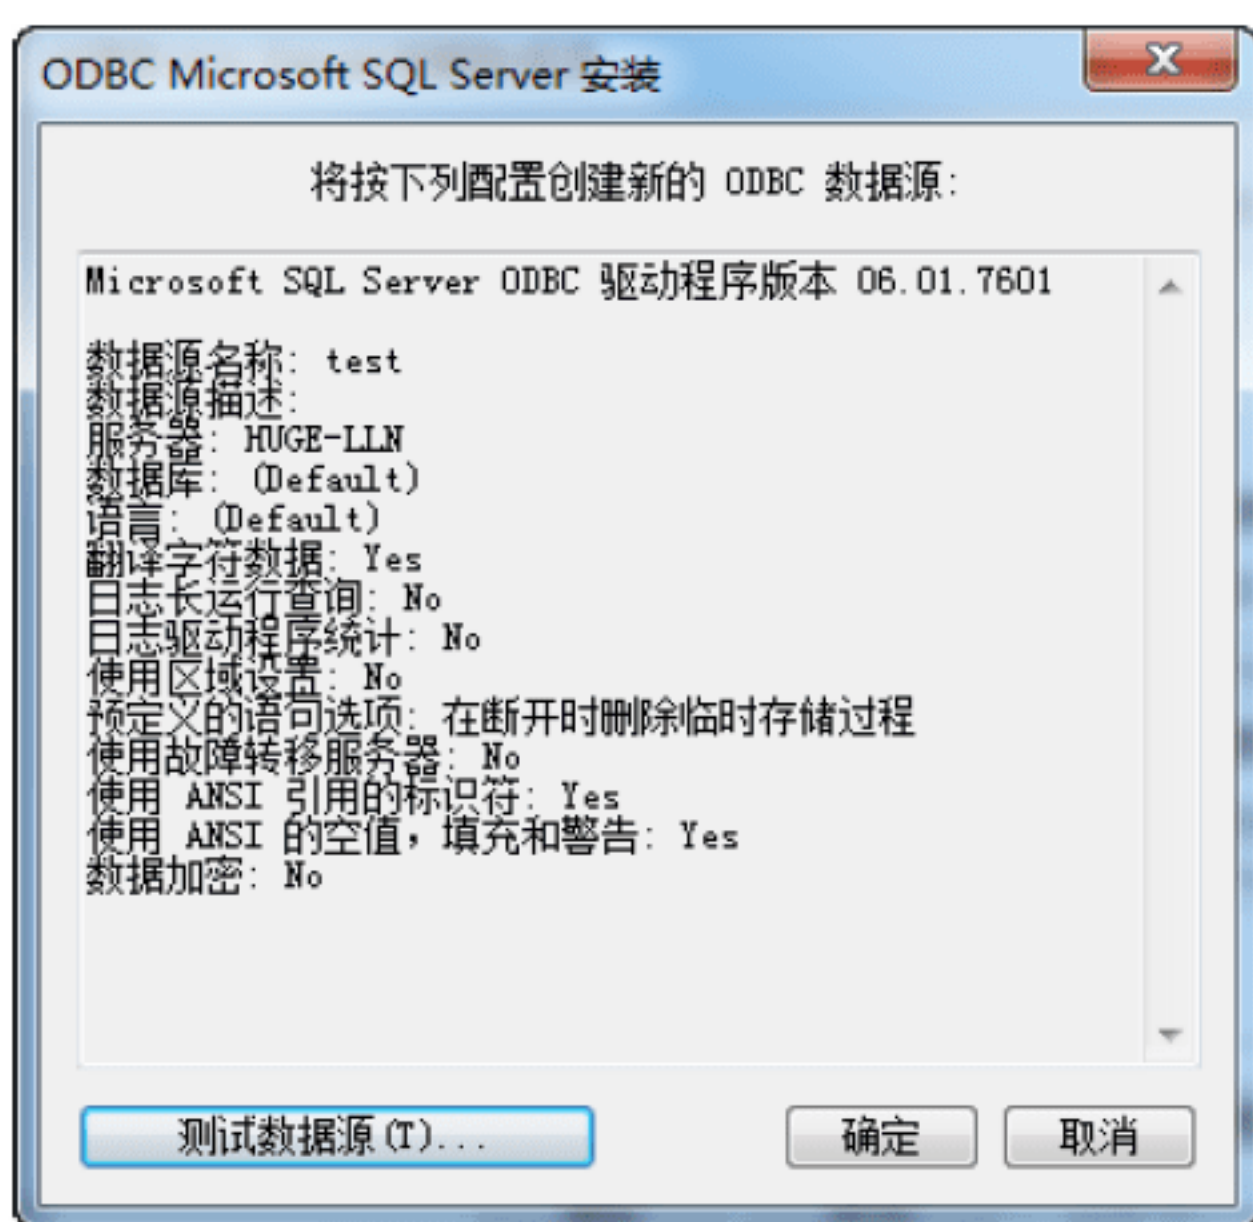 ODBC Microsoft SQL Server 安装
将按下列配置创建新的 ODBC 数据源:
Microsoft SQL Server ODBC 驱动程序版本 06.01.7601
数据源名称: test
数据源描述:
服务器: HUGE-LLN
数据库: (Default)
语言: (Default)
翻译字符数据: Yes
日志长运行查询: No
日志驱动程序统计: No
使用区域设置: No
预定义的语句选项: 在断开时删除临时存储过程
使用故障转移服务器: No
使用 ANSI 引用的标识符: Yes
使用 ANSI 的空值，填充和警告: Yes
数据加密: No
测试数据源(T)...
确定
取消